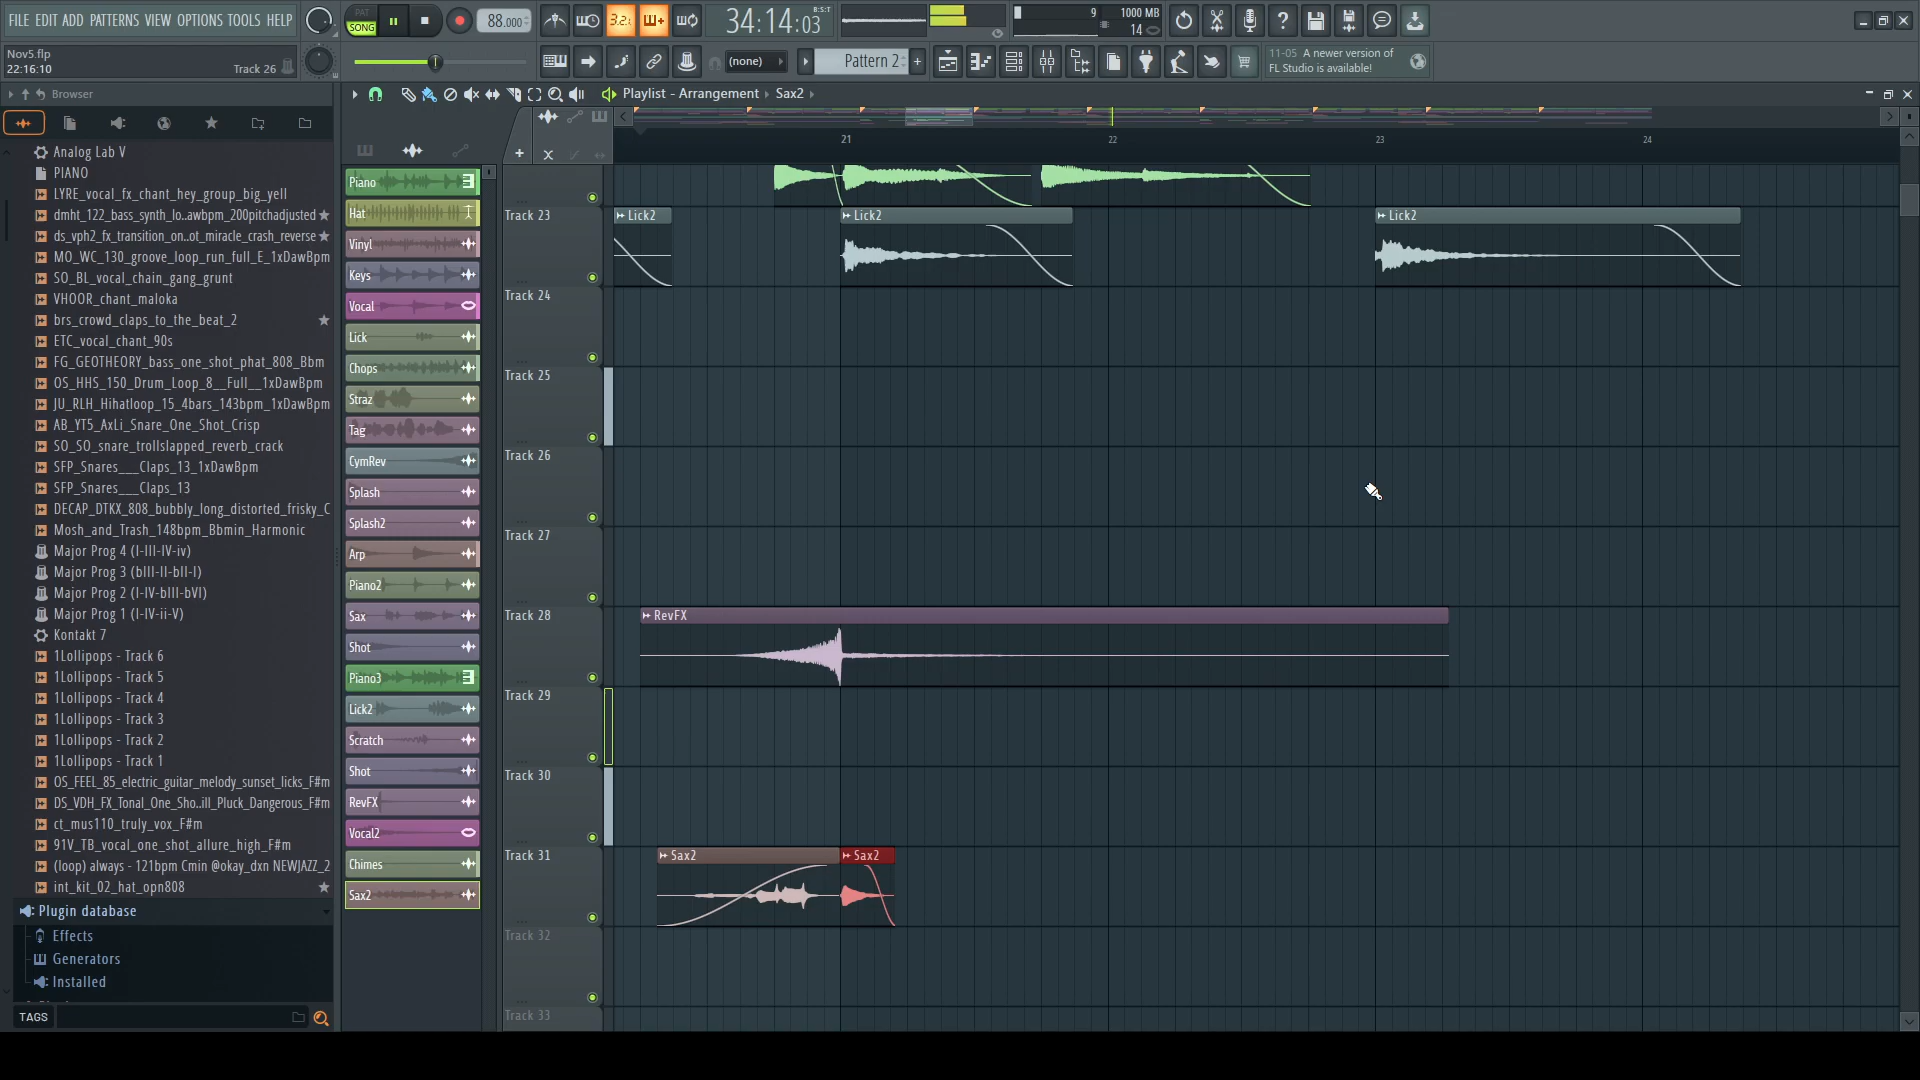 FILE EDIT ADD PATTERNS VIEW OPTIONS TOOLS HELP
PAT
SONG
88.000
3.2.
34:14:03
B:S:T
9
1000 MB
14
Nov5.flp
22:16:10
Track 26
(none)
Pattern 2
11-05 A newer version of
FL Studio is available!
Browser
Playlist - Arrangement
Sax2
21
22
23
24
Analog Lab V
PIANO
LYRE_vocal_fx_chant_hey_group_big_yell
dmht_122_bass_synth_lo..awbpm_200pitchadjusted
ds_vph2_fx_transition_on..ot_miracle_crash_reverse
MO_WC_130_groove_loop_run_full_E_1xDawBpm
SO_BL_vocal_chain_gang_grunt
VHOOR_chant_maloka
brs_crowd_claps_to_the_beat_2
ETC_vocal_chant_90s
FG_GEOTHEORY_bass_one_shot_phat_808_Bbm
OS_HHS_150_Drum_Loop_8__Full__1xDawBpm
JU_RLH_Hihatloop_15_4bars_143bpm_1xDawBpm
AB_YT5_AxLi_Snare_One_Shot_Crisp
SO_SO_snare_trollslapped_reverb_crack
SFP_Snares___Claps_13_1xDawBpm
SFP_Snares___Claps_13
DECAP_DTKX_808_bubbly_long_distorted_frisky_C
Mosh_and_Trash_148bpm_Bbmin_Harmonic
Major Prog 4 (I-III-IV-iv)
Major Prog 3 (bIII-II-bII-I)
Major Prog 2 (I-IV-bIII-bVI)
Major Prog 1 (I-IV-ii-V)
Kontakt 7
1Lollipops - Track 6
1Lollipops - Track 5
1Lollipops - Track 4
1Lollipops - Track 3
1Lollipops - Track 2
1Lollipops - Track 1
OS_FEEL_85_electric_guitar_melody_sunset_licks_F#m
DS_VDH_FX_Tonal_One_Sho..ill_Pluck_Dangerous_F#m
ct_mus110_truly_vox_F#m
91V_TB_vocal_one_shot_allure_high_F#m
(loop) always - 121bpm Cmin @okay_dxn NEWJAZZ_2
int_kit_02_hat_opn808
Plugin database
Effects
Generators
Installed
TAGS
Piano
Hat
Vinyl
Keys
Vocal
Lick
Chops
Straz
Tag
CymRev
Splash
Splash2
Arp
Piano2
Sax
Shot
Piano3
Lick2
Scratch
Shot
RevFX
Vocal2
Chimes
Sax2
Track 23
Lick2
Lick2
Lick2
Track 24
Track 25
Track 26
Track 27
Track 28
RevFX
Track 29
Track 30
Track 31
Sax2
Sax2
Track 32
Track 33